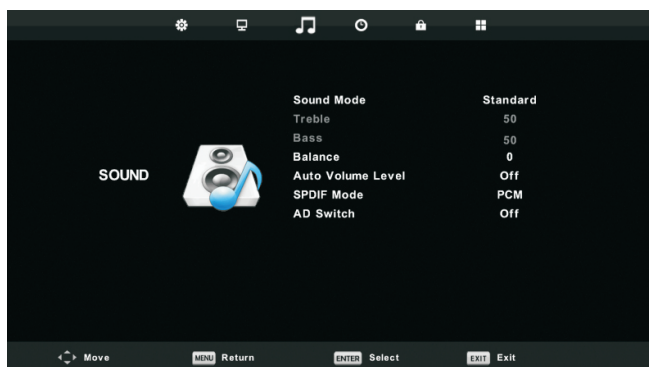 Sound Mode Standard
Treble 50
Bass 50
Balance 0
SOUND
Auto Volume Level Off
SPDIF Mode PCM
AD Switch Off
Move MENU Return ENTER Select EXIT Exit